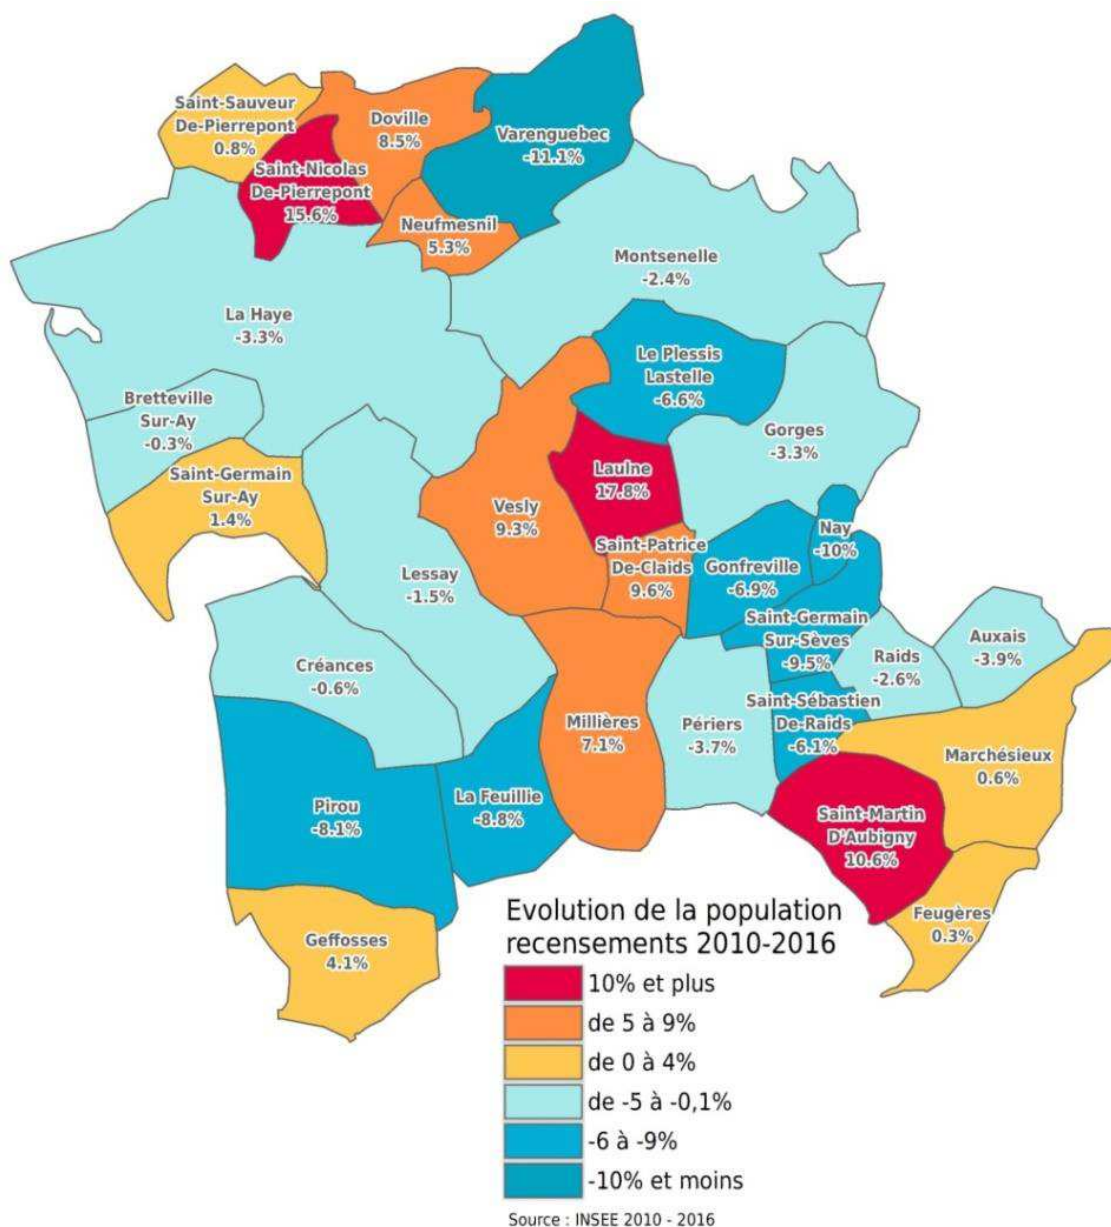 Saint-Sauveur
De-Pierrepont
0.8%
Doville
8.5%
Varenguebec
-11.1%
Saint-Nicolas
De-Pierrepont
15.6%
Neufmesnil
5.3%
Montsenelle
-2.4%
La Haye
-3.3%
Le Plessis
Lastelle
-6.6%
Bretteville
Sur-Ay
-0.3%
Gorges
-3.3%
Saint-Germain
Sur-Ay
1.4%
Laulne
17.8%
Vesly
9.3%
Nay
-10%
Saint-Patrice
De-Claids
9.6%
Gonfreville
-6.9%
Lessay
-1.5%
Saint-Germain
Sur-Sèves
-9.5%
Auxais
-3.9%
Raids
-2.6%
Créances
-0.6%
Saint-Sébastien
De-Raids
-6.1%
Millières
7.1%
Périers
-3.7%
Marchésieux
0.6%
La Feuillie
-8.8%
Pirou
-8.1%
Saint-Martin
D'Aubigny
10.6%
Feugères
0.3%
Geffosses
4.1%
Evolution de la population
recensements 2010-2016
10% et plus
de 5 à 9%
de 0 à 4%
de -5 à -0,1%
-6 à -9%
-10% et moins
Source : INSEE 2010 - 2016